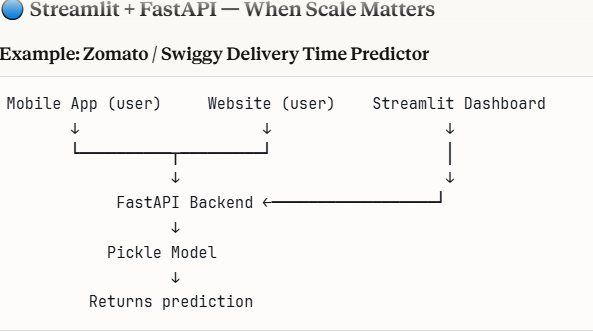 Streamlit + FastAPI — When Scale Matters
Example: Zomato / Swiggy Delivery Time Predictor
Mobile App (user) Website (user) Streamlit Dashboard
FastAPI Backend
Pickle Model
Returns prediction